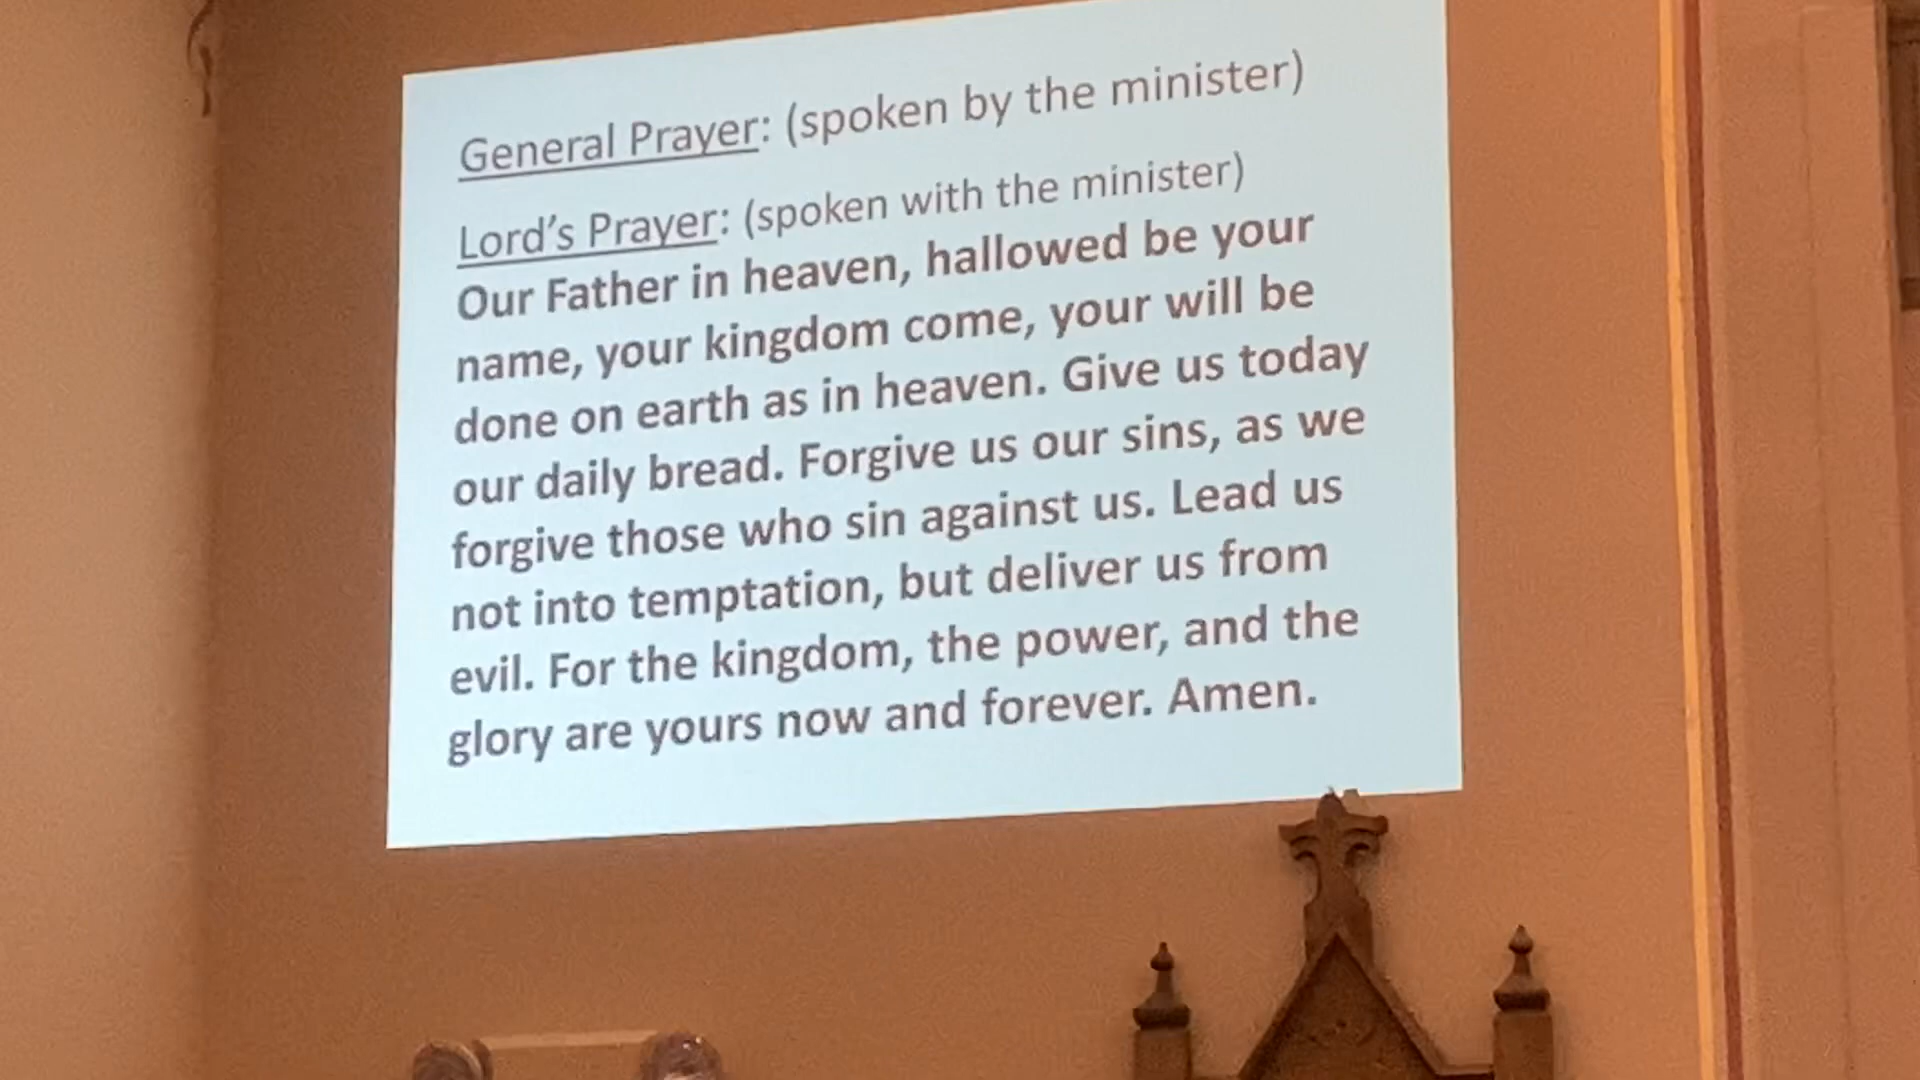 General Prayer: (spoken by the minister)
Lord’s Prayer: (spoken with the minister)
Our Father in heaven, hallowed be your
name, your kingdom come, your will be
done on earth as in heaven. Give us today
our daily bread. Forgive us our sins, as we
forgive those who sin against us. Lead us
not into temptation, but deliver us from
evil. For the kingdom, the power, and the
glory are yours now and forever. Amen.